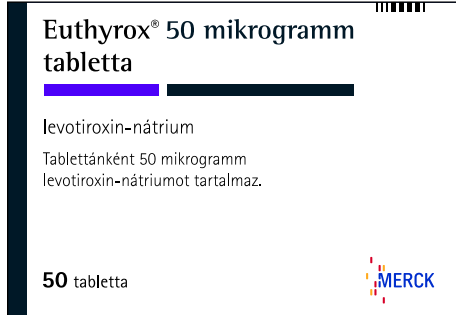 Euthyrox® 50 mikrogramm
tabletta
levotiroxin-nátrium
Tablettánként 50 mikrogramm
levotiroxin-nátriumot tartalmaz.
50 tabletta
MERCK